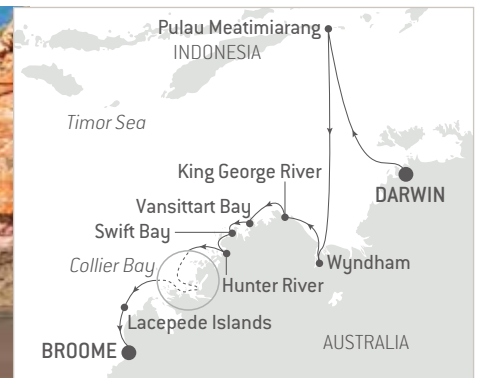 Pulau Meatimiarang
INDONESIA
Timor Sea
King George River
DARWIN
Vansittart Bay
Swift Bay
Collier Bay
Wyndham
Hunter River
Lacepede Islands
AUSTRALIA
BROOME